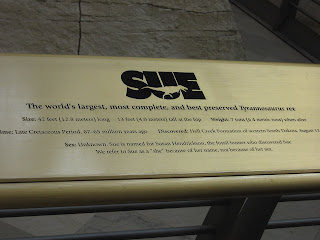 SUE
The world's largest, most complete, and best preserved Tyrannosaurus rex
Size: 42 feet (12.8 meters) long 13 feet (4.0 meters) tall at the hip Weight: 7 tons (6.4 metric tons) when alive
Time: Late Cretaceous Period, 67-65 million years ago Discovered: Hell Creek Formation of western South Dakota, August 12
Sex: Unknown. Sue is named for Susan Hendrickson, the fossil hunter who discovered him.
We refer to him as a "she" because of her name, not because of her sex.